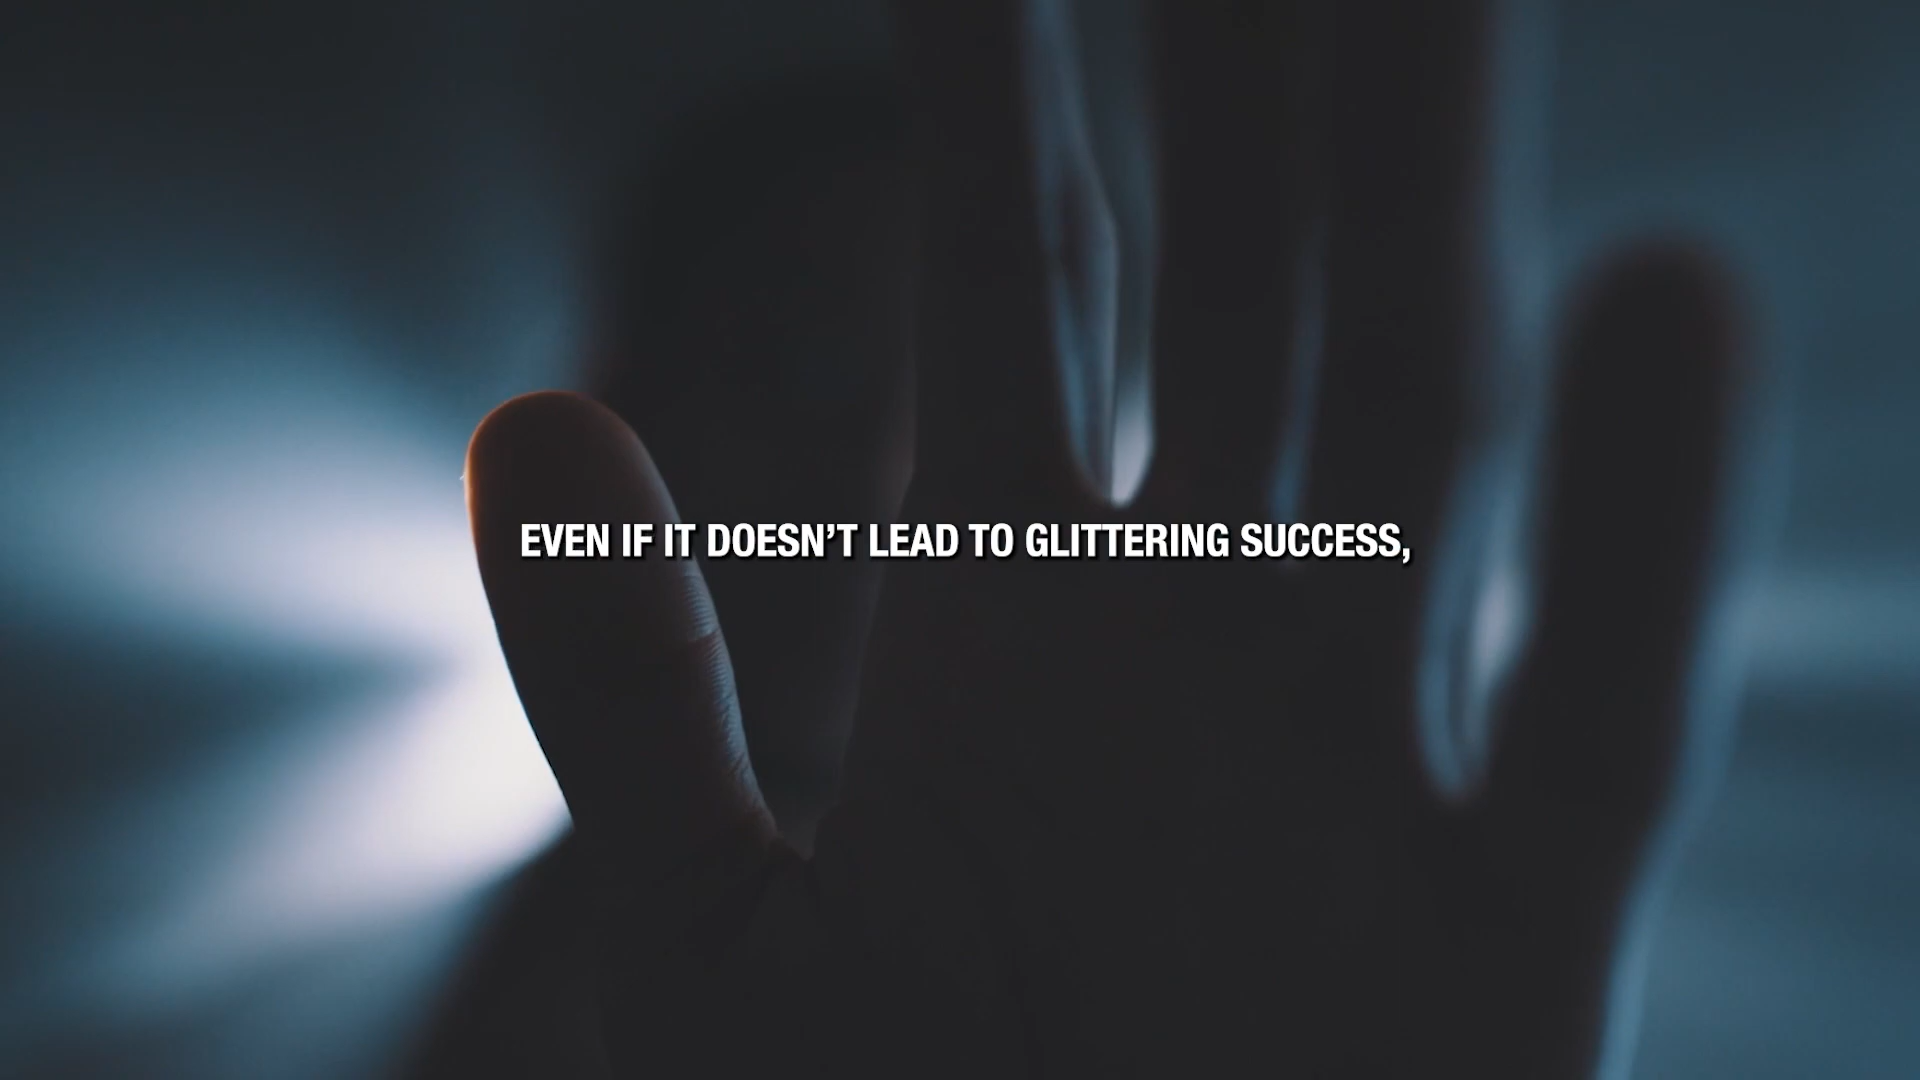 EVEN IF IT DOESN’T LEAD TO GLITTERING SUCCESS,